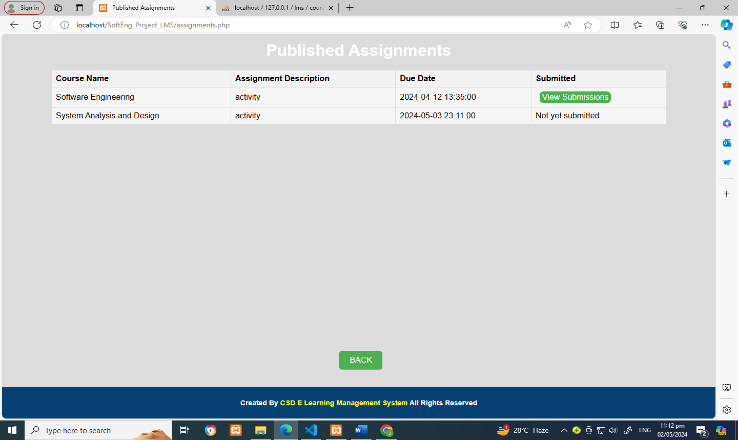 Sign in
Published Assignments
localhost / 127.0.0.1 / lms / coun
localhost/SoftEng_Project_LMS/assignments.php
Published Assignments
Course Name Assignment Description Due Date Submitted
Software Engineering activity 2024-04-12 13:35:00 View Submissions
System Analysis and Design activity 2024-05-03 23:11:00 Not yet submitted
BACK
Created By CSD E Learning Management System All Rights Reserved
Type here to search
28°C Haze
ENG
11:12 pm
02/05/2024
2